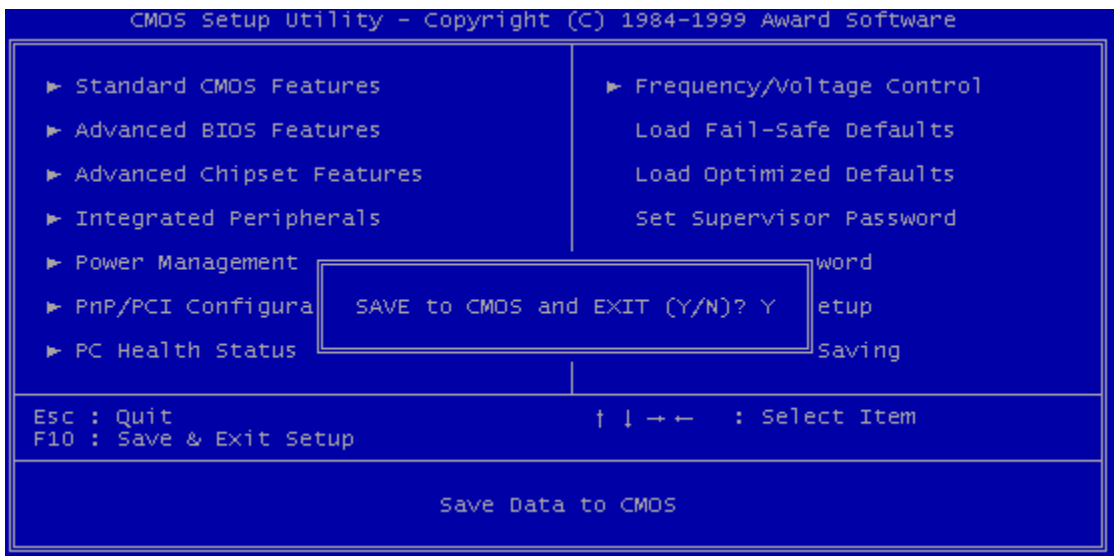 CMOS Setup Utility - Copyright (C) 1984-1999 Award Software
► Standard CMOS Features
► Advanced BIOS Features
► Advanced Chipset Features
► Integrated Peripherals
► Power Management
► PnP/PCI Configura
► PC Health Status
► Frequency/Voltage Control
Load Fail-Safe Defaults
Load Optimized Defaults
Set Supervisor Password
word
etup
Saving
SAVE to CMOS and EXIT (Y/N)? Y
Esc : Quit
F10 : Save & Exit Setup
↑ ↓ → ← : Select Item
Save Data to CMOS